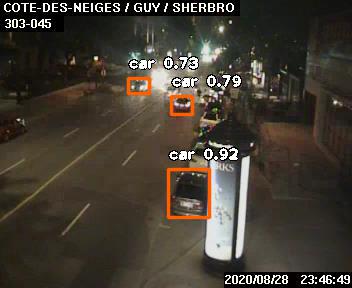 COTE-DES-NEIGES / GUY / SHERBRO
303-045
car 0.73
car 0.79
car 0.92
2020/08/28 23:46:49